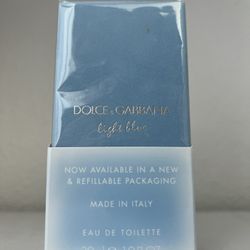 DOLCE & GABBANA
light blue
NOW AVAILABLE IN A NEW
& REFILLABLE PACKAGING
MADE IN ITALY
EAU DE TOILETTE